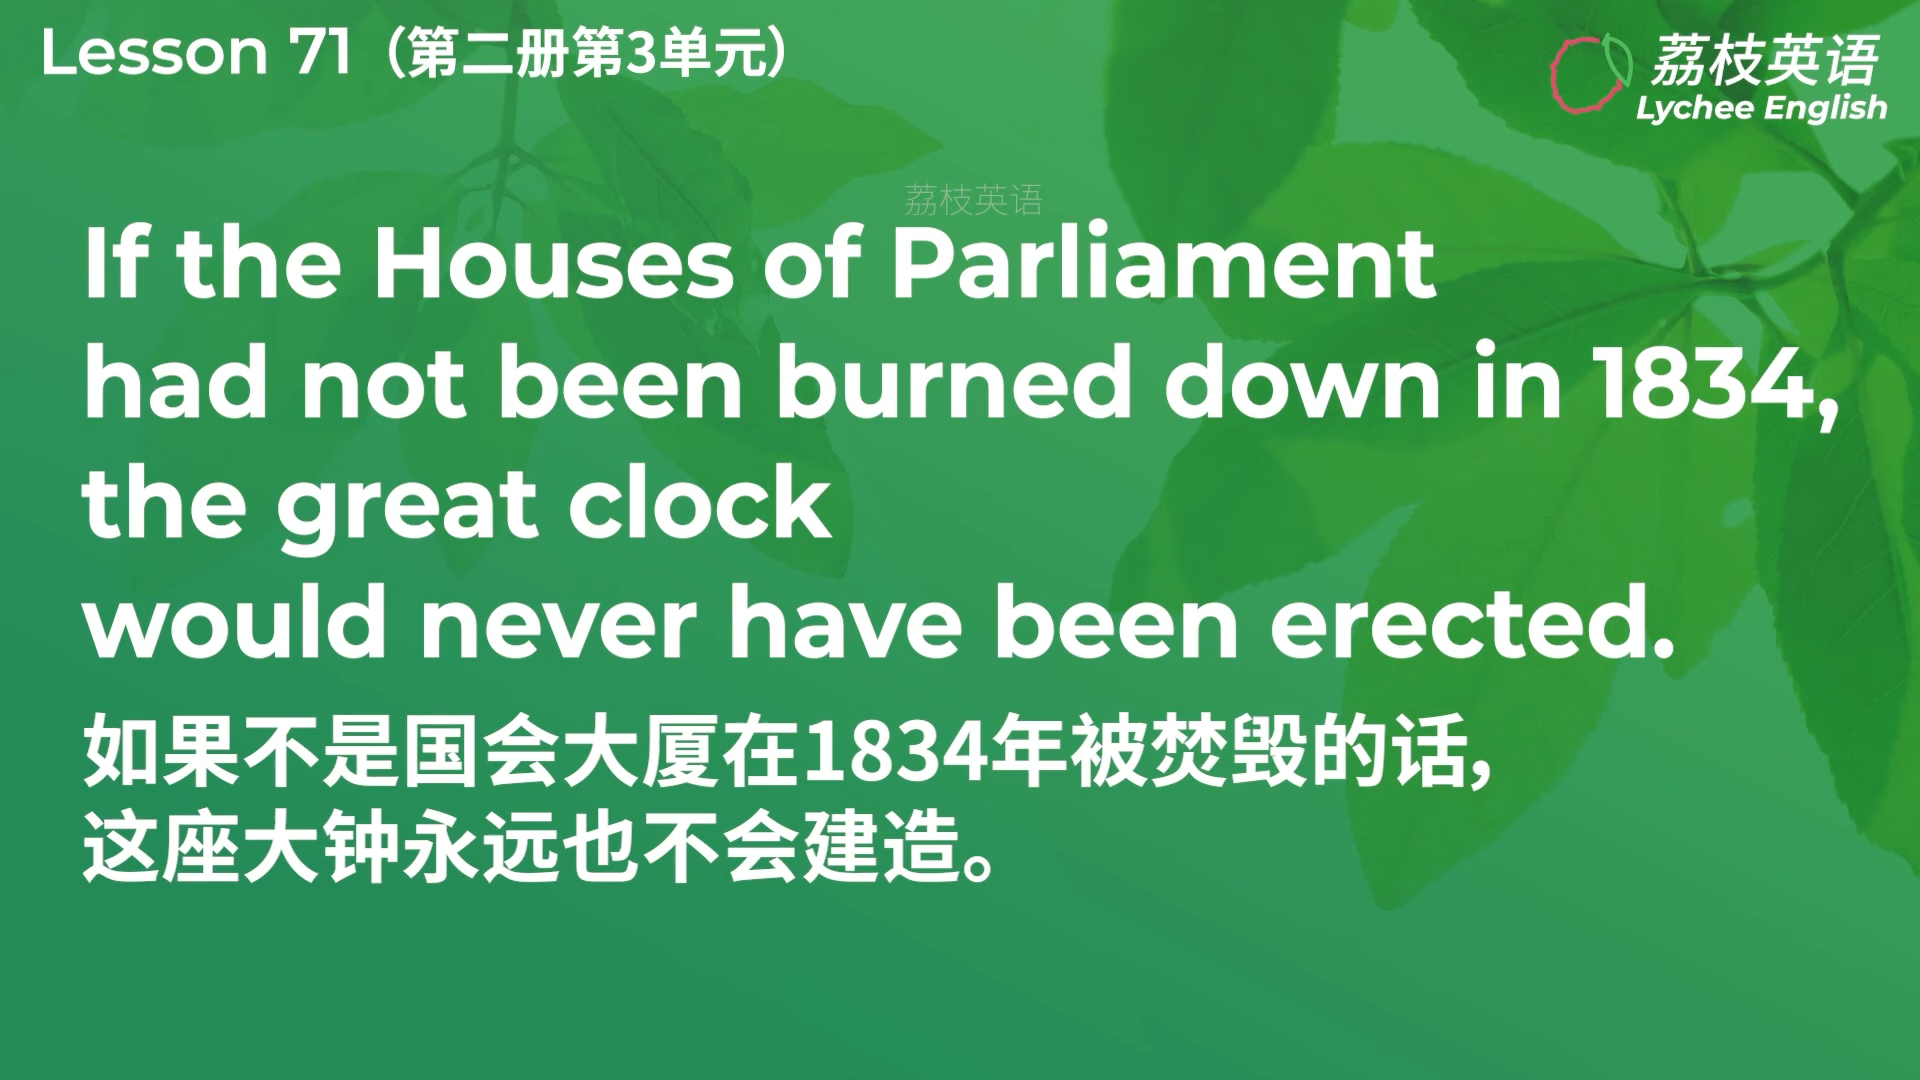 Lesson 71（第二册第3单元）
荔枝英语
Lychee English
荔枝英语
If the Houses of Parliament
had not been burned down in 1834,
the great clock
would never have been erected.
如果不是国会大厦在1834年被焚毁的话,
这座大钟永远也不会建造。